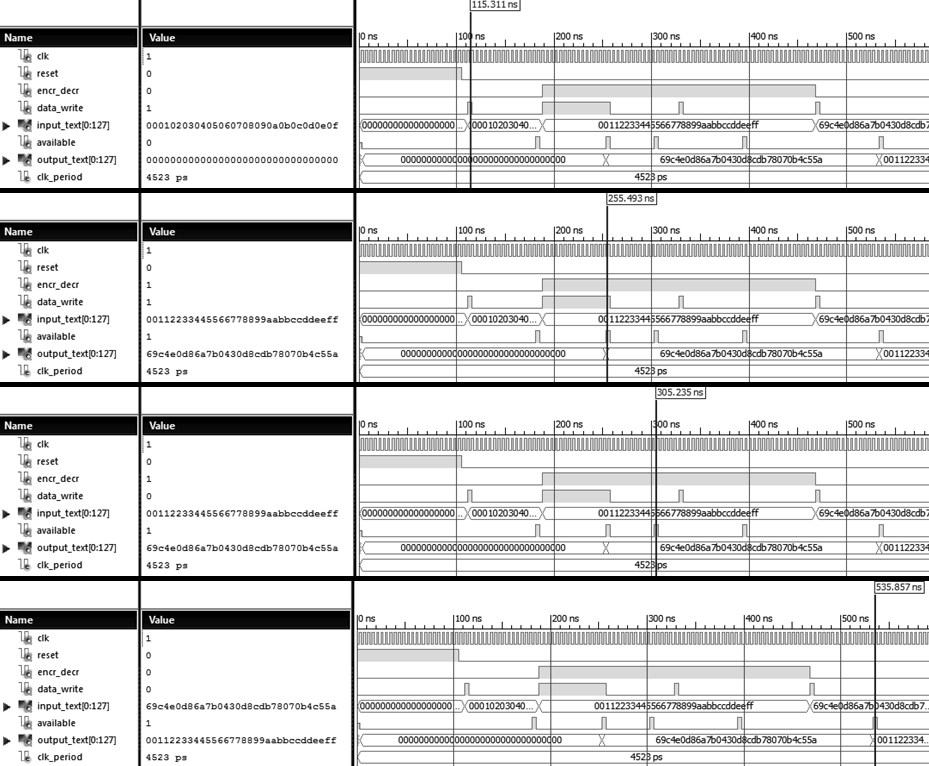 115.311 ns
Name Value 0 ns 100 ns 200 ns 300 ns 400 ns 500 ns
clk 1
reset 0
encr_decr 0
data_write 1
input_text[0:127] 000102030405060708090a0b0c0d0e0f 000000000000000000 ... 00010203040... 00112233445566778899aabbccddeeff 69c4e0d86a7b0430d8cdb7
available 0
output_text[0:127] 00000000000000000000000000000000 00000000000000000000000000000000 69c4e0d86a7b0430d8cdb78070b4c55a 001122334
clk_period 4523 ps 4523 ps
255.493 ns
Name Value 0 ns 100 ns 200 ns 300 ns 400 ns 500 ns
clk 1
reset 0
encr_decr 1
data_write 1
input_text[0:127] 00112233445566778899aabbccddeeff 000000000000000000 ... 00010203040... 00112233445566778899aabbccddeeff 69c4e0d86a7b0430d8cdb7
available 1
output_text[0:127] 69c4e0d86a7b0430d8cdb78070b4c55a 00000000000000000000000000000000 69c4e0d86a7b0430d8cdb78070b4c55a 001122334
clk_period 4523 ps 4523 ps
305.235 ns
Name Value 0 ns 100 ns 200 ns 300 ns 400 ns 500 ns
clk 1
reset 0
encr_decr 1
data_write 0
input_text[0:127] 00112233445566778899aabbccddeeff 000000000000000000 ... 00010203040... 00112233445566778899aabbccddeeff 69c4e0d86a7b0430d8cdb7
available 1
output_text[0:127] 69c4e0d86a7b0430d8cdb78070b4c55a 00000000000000000000000000000000 69c4e0d86a7b0430d8cdb78070b4c55a 001122334
clk_period 4523 ps 4523 ps
535.857 ns
Name Value 0 ns 100 ns 200 ns 300 ns 400 ns 500 ns
clk 1
reset 0
encr_decr 0
data_write 0
input_text[0:127] 69c4e0d86a7b0430d8cdb78070b4c55a 000000000000000000 ... 00010203040... 00112233445566778899aabbccddeeff 69c4e0d86a7b0430d8cdb7...
available 1
output_text[0:127] 00112233445566778899aabbccddeeff 00000000000000000000000000000000 69c4e0d86a7b0430d8cdb78070b4c55a 001122334...
clk_period 4523 ps 4523 ps